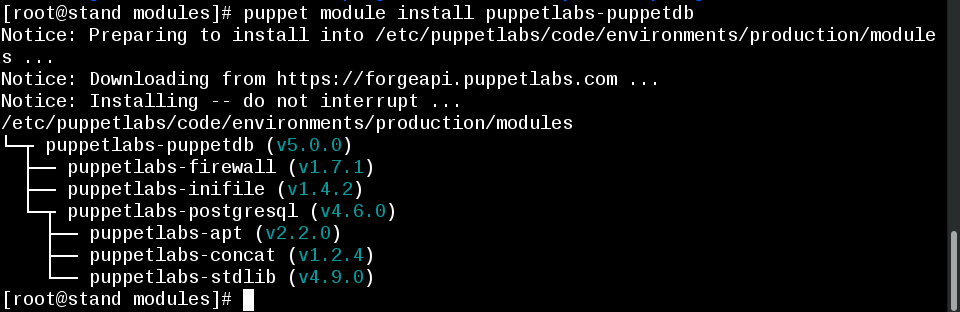 [root@stand modules]# puppet module install puppetlabs-puppetdb
Notice: Preparing to install into /etc/puppetlabs/code/environments/production/module
s ...
Notice: Downloading from https://forgeapi.puppetlabs.com ...
Notice: Installing -- do not interrupt ...
/etc/puppetlabs/code/environments/production/modules
└─┬ puppetlabs-puppetdb (v5.0.0)
  ├── puppetlabs-firewall (v1.7.1)
  ├── puppetlabs-inifile (v1.4.2)
  └─┬ puppetlabs-postgresql (v4.6.0)
    ├── puppetlabs-apt (v2.2.0)
    ├── puppetlabs-concat (v1.2.4)
    └── puppetlabs-stdlib (v4.9.0)
[root@stand modules]#